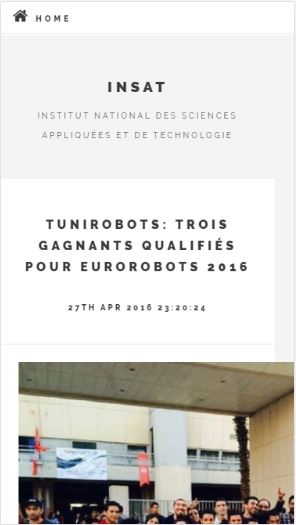 HOME
INSAT
INSTITUT NATIONAL DES SCIENCES
APPLIQUÉES ET DE TECHNOLOGIE
TUNIROBOTS: TROIS
GAGNANTS QUALIFIÉS
POUR EUROROBOTS 2016
27TH APR 2016 23:20:24